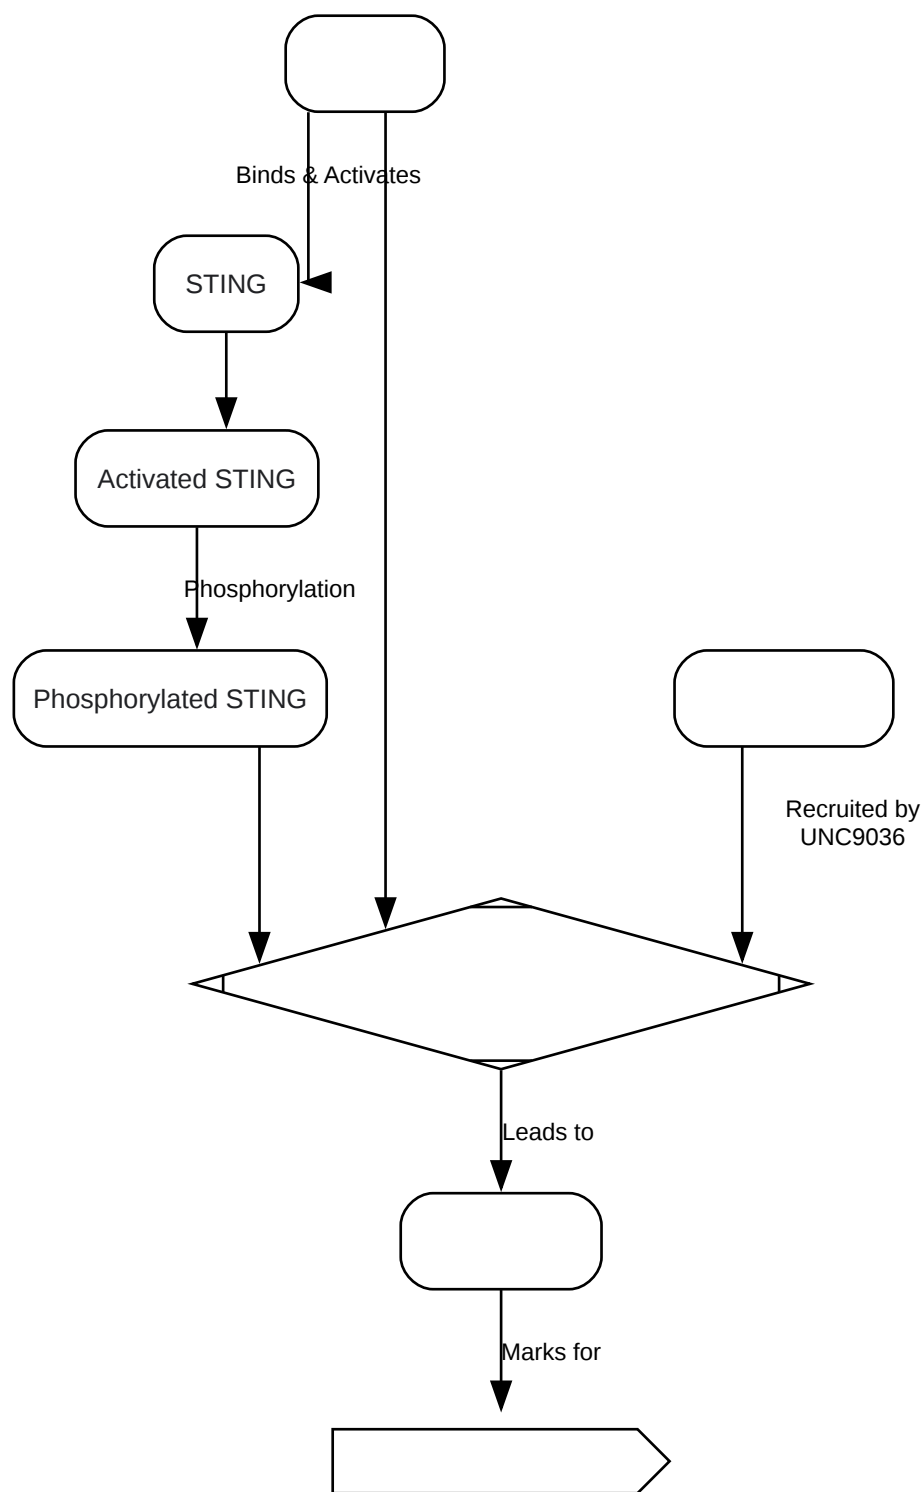 Binds & Activates
STING
Activated STING
Phosphorylation
Phosphorylated STING
Recruited by
UNC9036
Leads to
Marks for